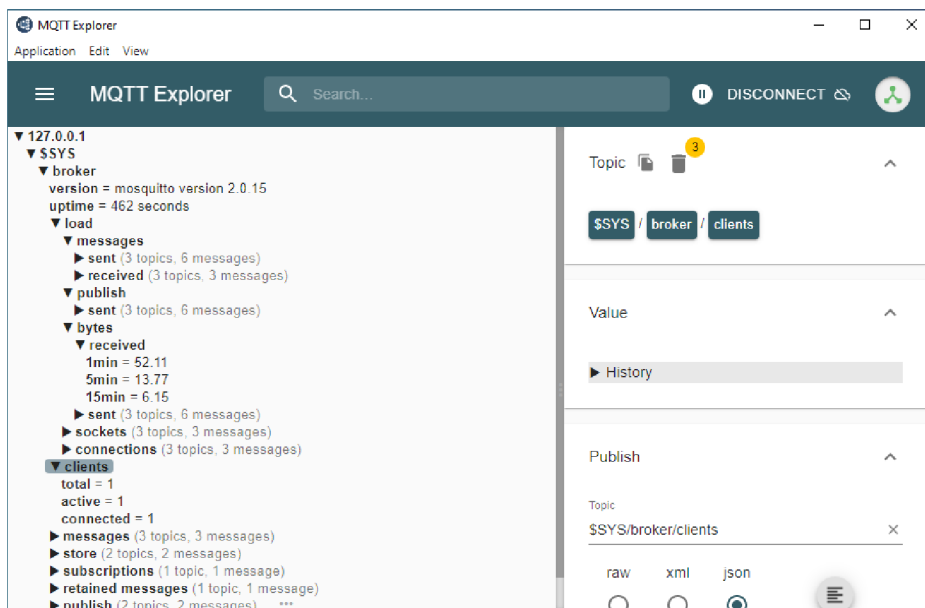 MQTT Explorer
Application Edit View
MQTT Explorer
Search...
DISCONNECT
▼ 127.0.0.1
▼ $SYS
▼ broker
version = mosquitto version 2.0.15
uptime = 462 seconds
▼ load
▼ messages
▶ sent (3 topics, 6 messages)
▶ received (3 topics, 3 messages)
▼ publish
▶ sent (3 topics, 6 messages)
▼ bytes
▼ received
1min = 52.11
5min = 13.77
15min = 6.15
▶ sent (3 topics, 6 messages)
▶ sockets (3 topics, 3 messages)
▶ connections (3 topics, 3 messages)
▼ clients
total = 1
active = 1
connected = 1
▶ messages (3 topics, 3 messages)
▶ store (2 topics, 2 messages)
▶ subscriptions (1 topic, 1 message)
▶ retained messages (1 topic, 1 message)
▶ publish (2 topics, 2 messages)
Topic 3
$SYS / broker / clients
Value
▶ History
Publish
Topic
$SYS/broker/clients
raw xml json